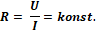 R = U/I = konst.